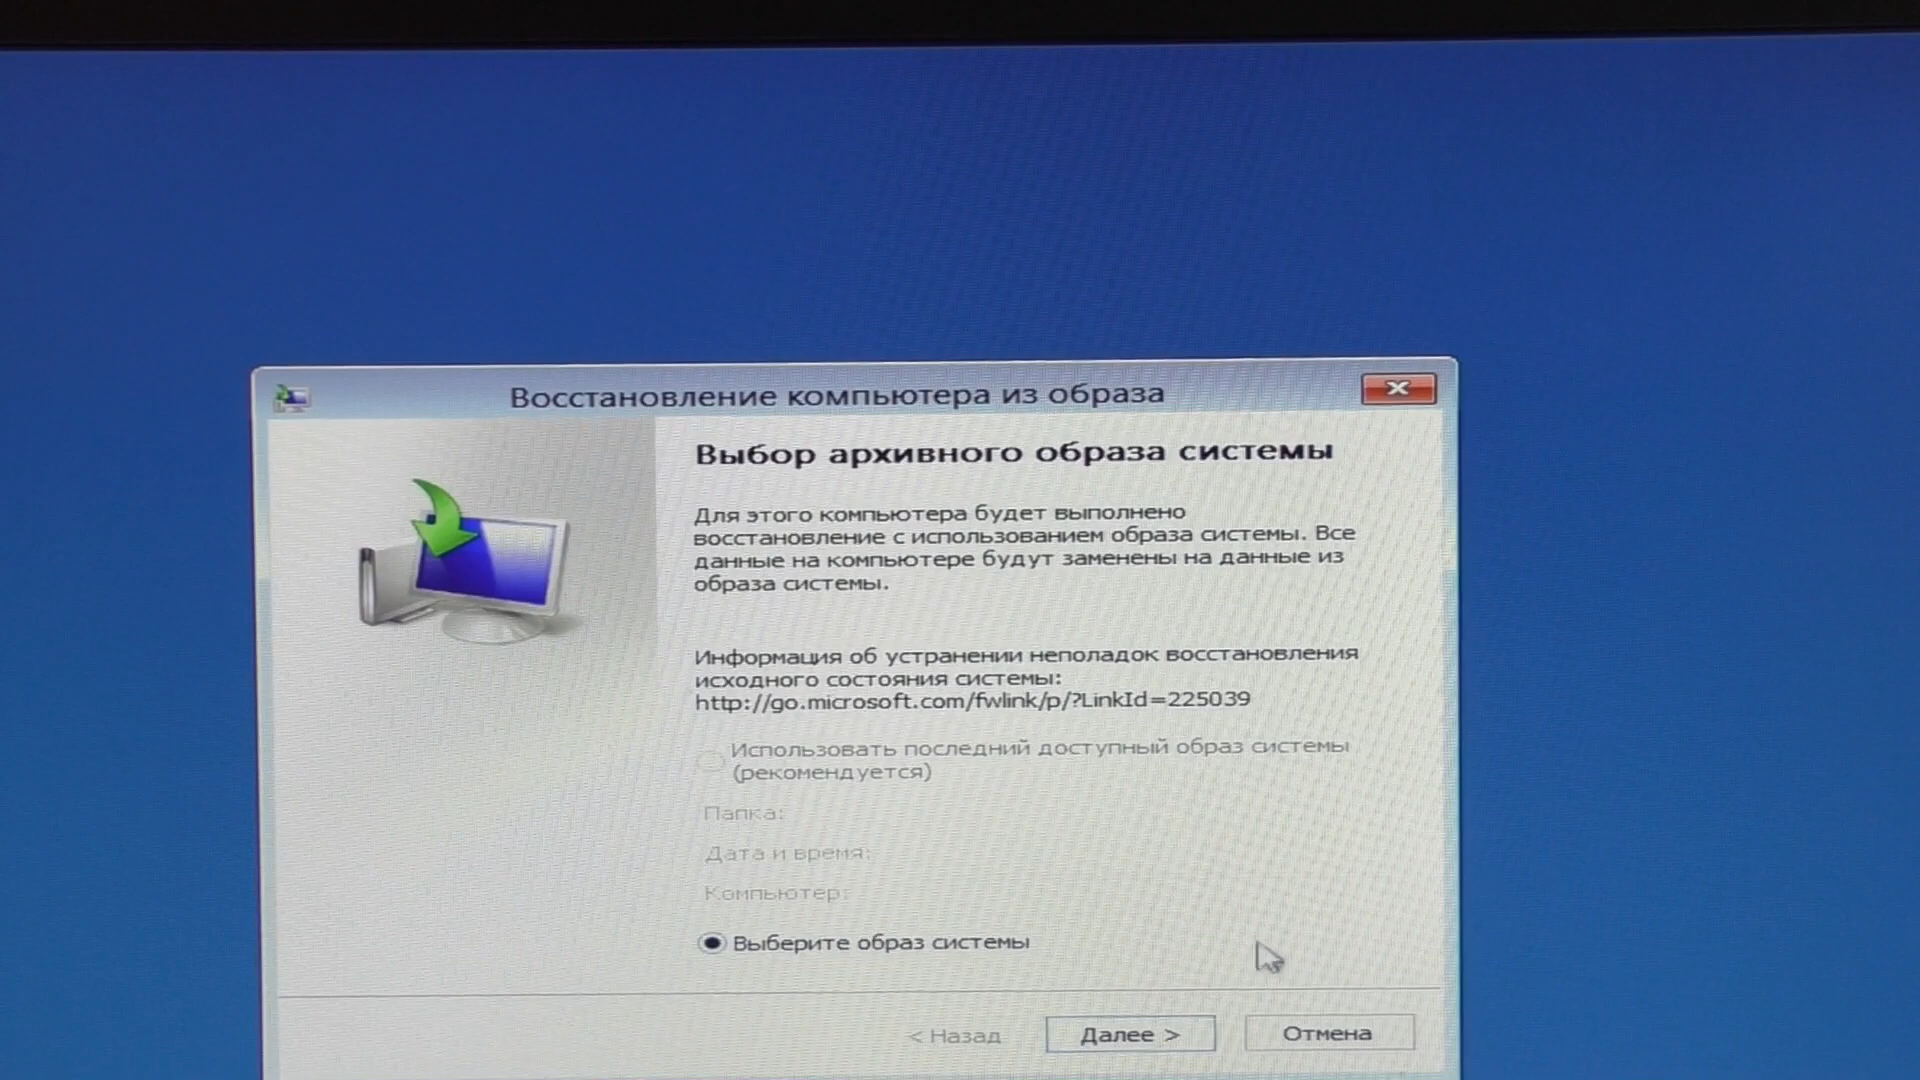 Восстановление компьютера из образа
Выбор архивного образа системы
Для этого компьютера будет выполнено
восстановление с использованием образа системы. Все
данные на компьютере будут заменены на данные из
образа системы.
Информация об устранении неполадок восстановления
исходного состояния системы:
http://go.microsoft.com/fwlink/p/?LinkId=225039
Использовать последний доступный образ системы
(рекомендуется)
Папка:
Дата и время:
Компьютер:
Выберите образ системы
< Назад
Далее >
Отмена